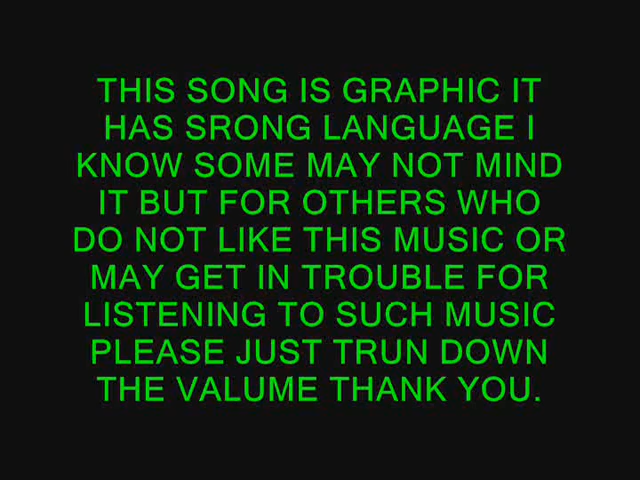 THIS SONG IS GRAPHIC IT
HAS SRONG LANGUAGE I
KNOW SOME MAY NOT MIND
IT BUT FOR OTHERS WHO
DO NOT LIKE THIS MUSIC OR
MAY GET IN TROUBLE FOR
LISTENING TO SUCH MUSIC
PLEASE JUST TRUN DOWN
THE VALUME THANK YOU.